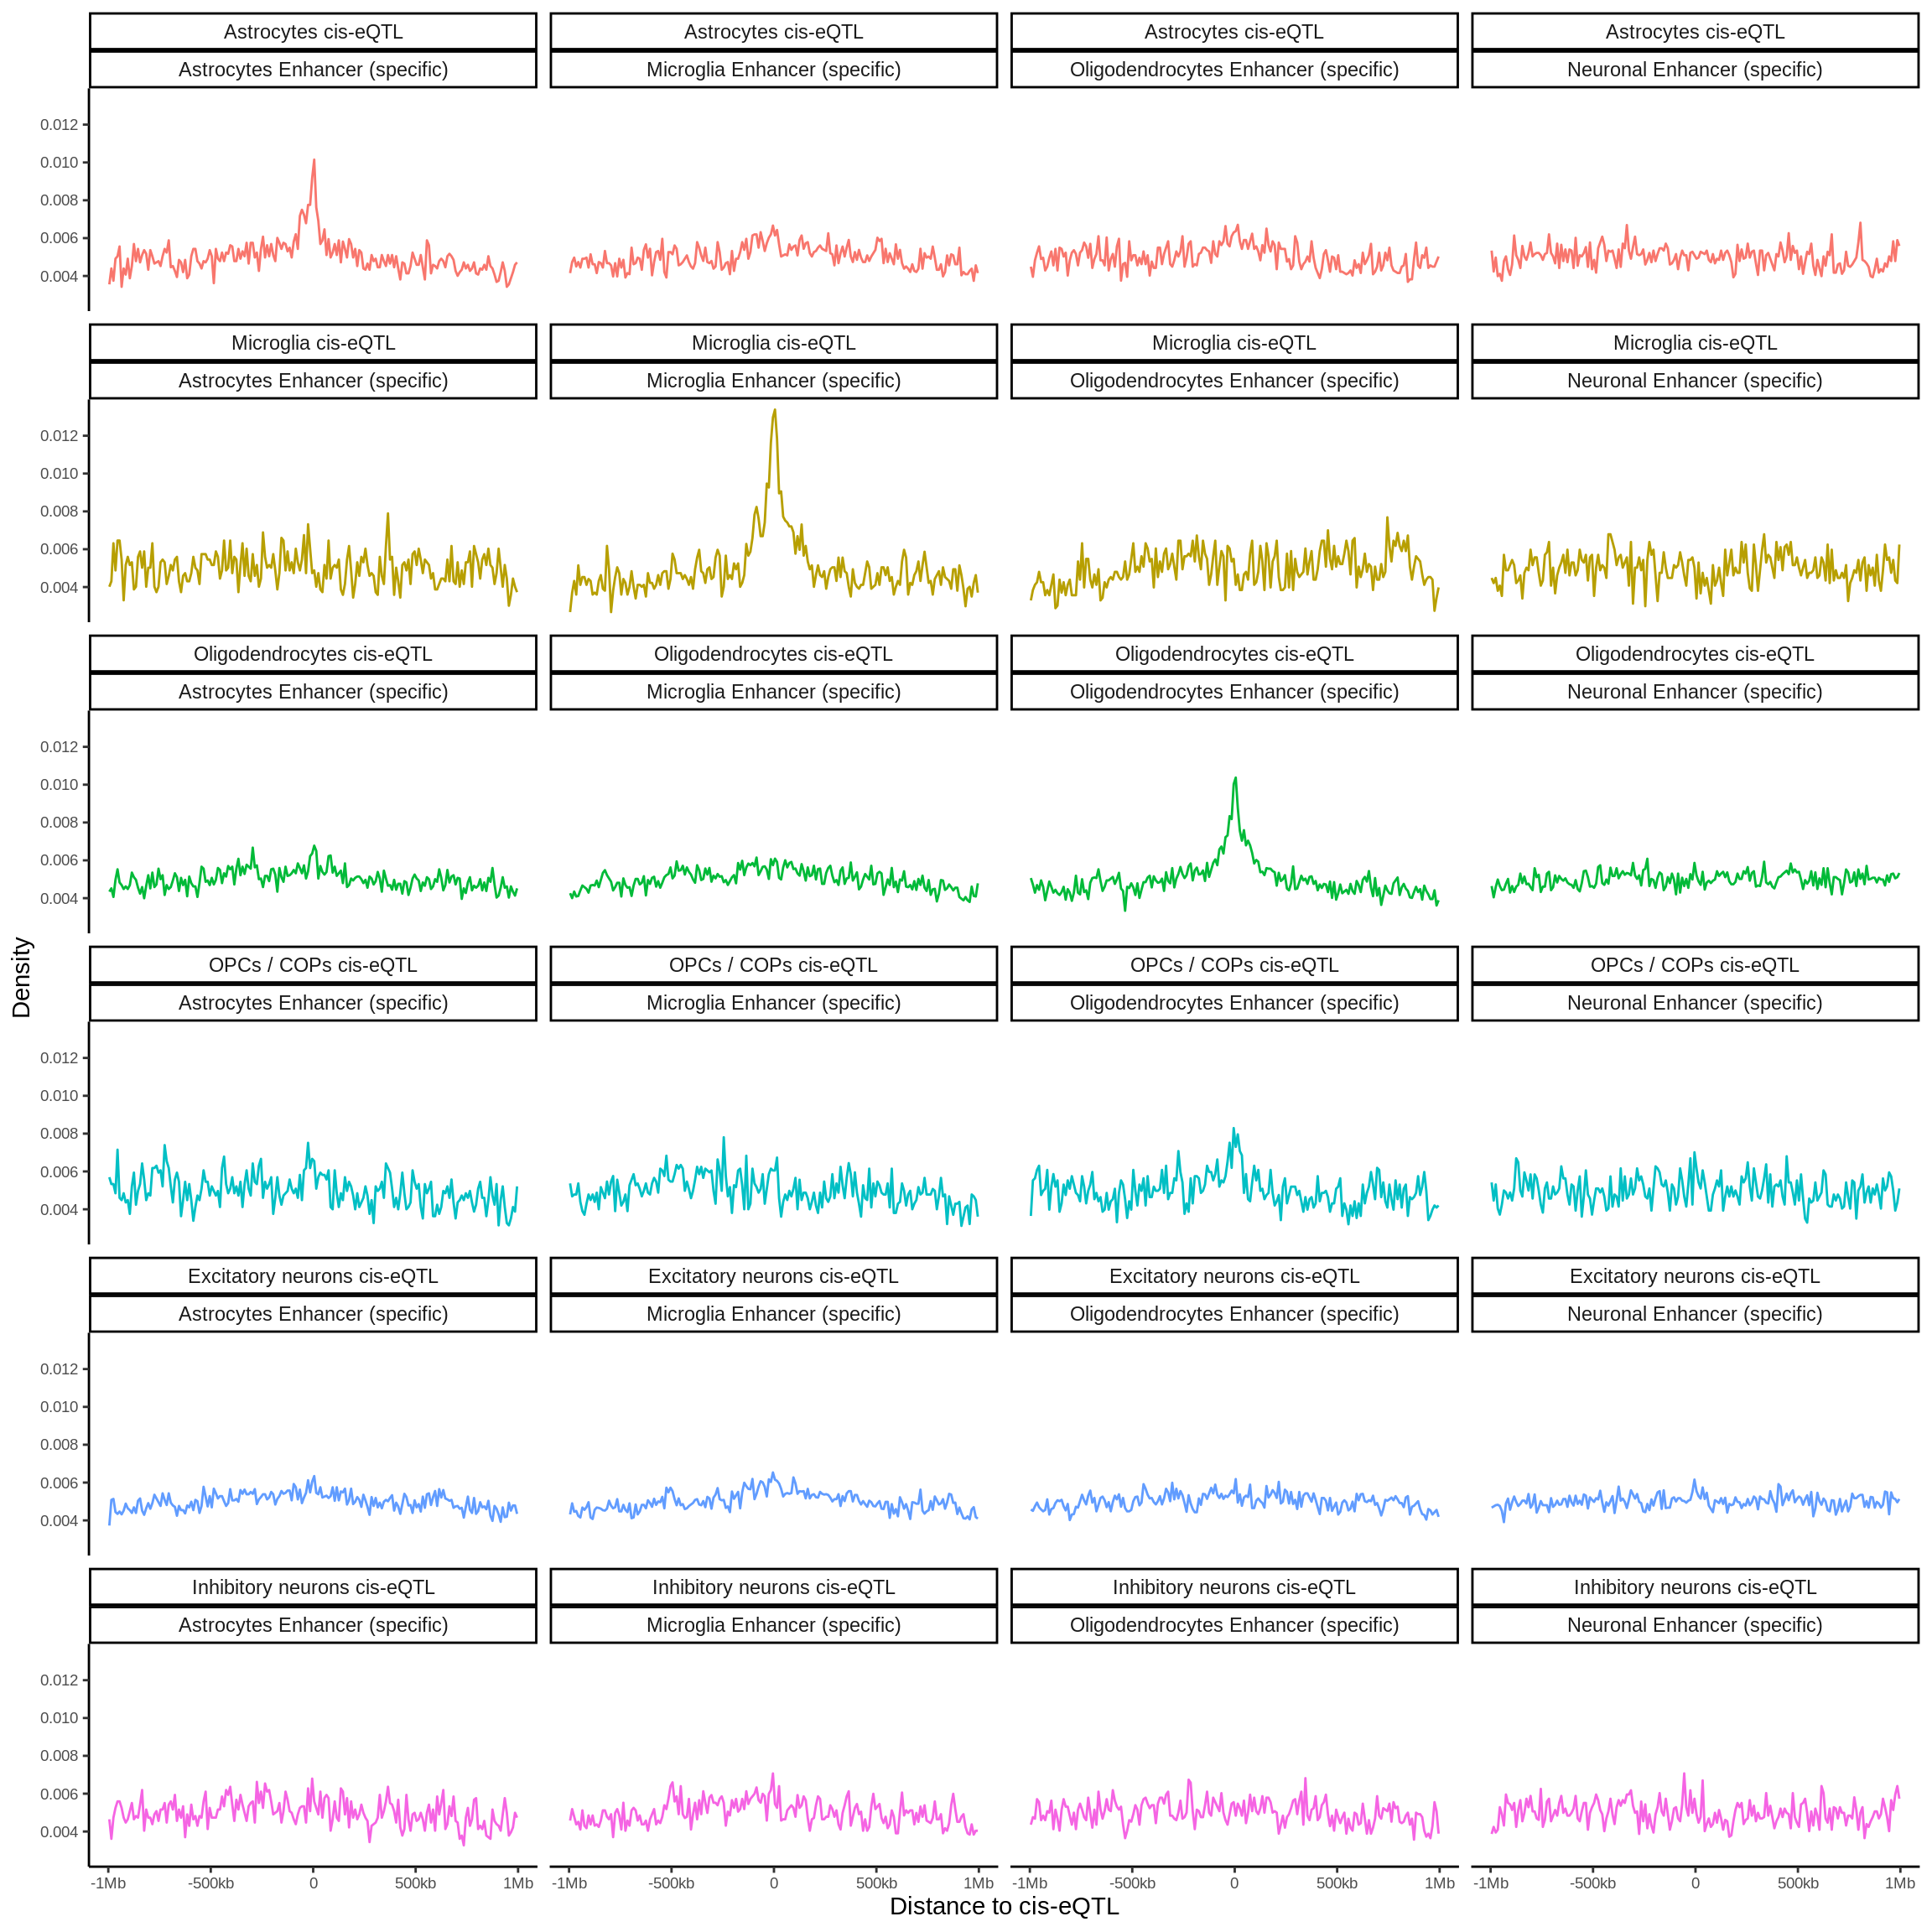 Astrocytes cis-eQTL
Astrocytes Enhancer (specific)
Astrocytes cis-eQTL
Microglia Enhancer (specific)
Astrocytes cis-eQTL
Oligodendrocytes Enhancer (specific)
Astrocytes cis-eQTL
Neuronal Enhancer (specific)
0.012
0.010
0.008
0.006
0.004
Microglia cis-eQTL
Astrocytes Enhancer (specific)
Microglia cis-eQTL
Microglia Enhancer (specific)
Microglia cis-eQTL
Oligodendrocytes Enhancer (specific)
Microglia cis-eQTL
Neuronal Enhancer (specific)
0.012
0.010
0.008
0.006
0.004
Oligodendrocytes cis-eQTL
Astrocytes Enhancer (specific)
Oligodendrocytes cis-eQTL
Microglia Enhancer (specific)
Oligodendrocytes cis-eQTL
Oligodendrocytes Enhancer (specific)
Oligodendrocytes cis-eQTL
Neuronal Enhancer (specific)
0.012
0.010
0.008
0.006
0.004
Density
OPCs / COPs cis-eQTL
Astrocytes Enhancer (specific)
OPCs / COPs cis-eQTL
Microglia Enhancer (specific)
OPCs / COPs cis-eQTL
Oligodendrocytes Enhancer (specific)
OPCs / COPs cis-eQTL
Neuronal Enhancer (specific)
0.012
0.010
0.008
0.006
0.004
Excitatory neurons cis-eQTL
Astrocytes Enhancer (specific)
Excitatory neurons cis-eQTL
Microglia Enhancer (specific)
Excitatory neurons cis-eQTL
Oligodendrocytes Enhancer (specific)
Excitatory neurons cis-eQTL
Neuronal Enhancer (specific)
0.012
0.010
0.008
0.006
0.004
Inhibitory neurons cis-eQTL
Astrocytes Enhancer (specific)
Inhibitory neurons cis-eQTL
Microglia Enhancer (specific)
Inhibitory neurons cis-eQTL
Oligodendrocytes Enhancer (specific)
Inhibitory neurons cis-eQTL
Neuronal Enhancer (specific)
0.012
0.010
0.008
0.006
0.004
-1Mb -500kb 0 500kb 1Mb
-1Mb -500kb 0 500kb 1Mb
-1Mb -500kb 0 500kb 1Mb
-1Mb -500kb 0 500kb 1Mb
Distance to cis-eQTL